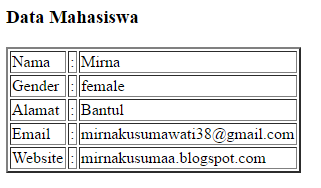 Data Mahasiswa
Nama : Mirna
Gender : female
Alamat : Bantul
Email : mirnakusumawati38@gmail.com
Website : mirnakusumaa.blogspot.com